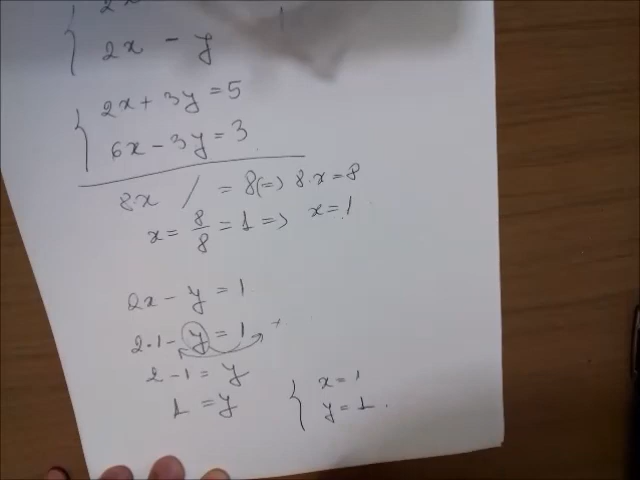 2x
2x - y
2x + 3y = 5
6x - 3y = 3
8x / = 8 (=) 8·x = 8
x = 8/8 = 1 => x = 1
2x - y = 1
2·1 - y = 1
2 - 1 = y
1 = y
x = 1
y = 1.